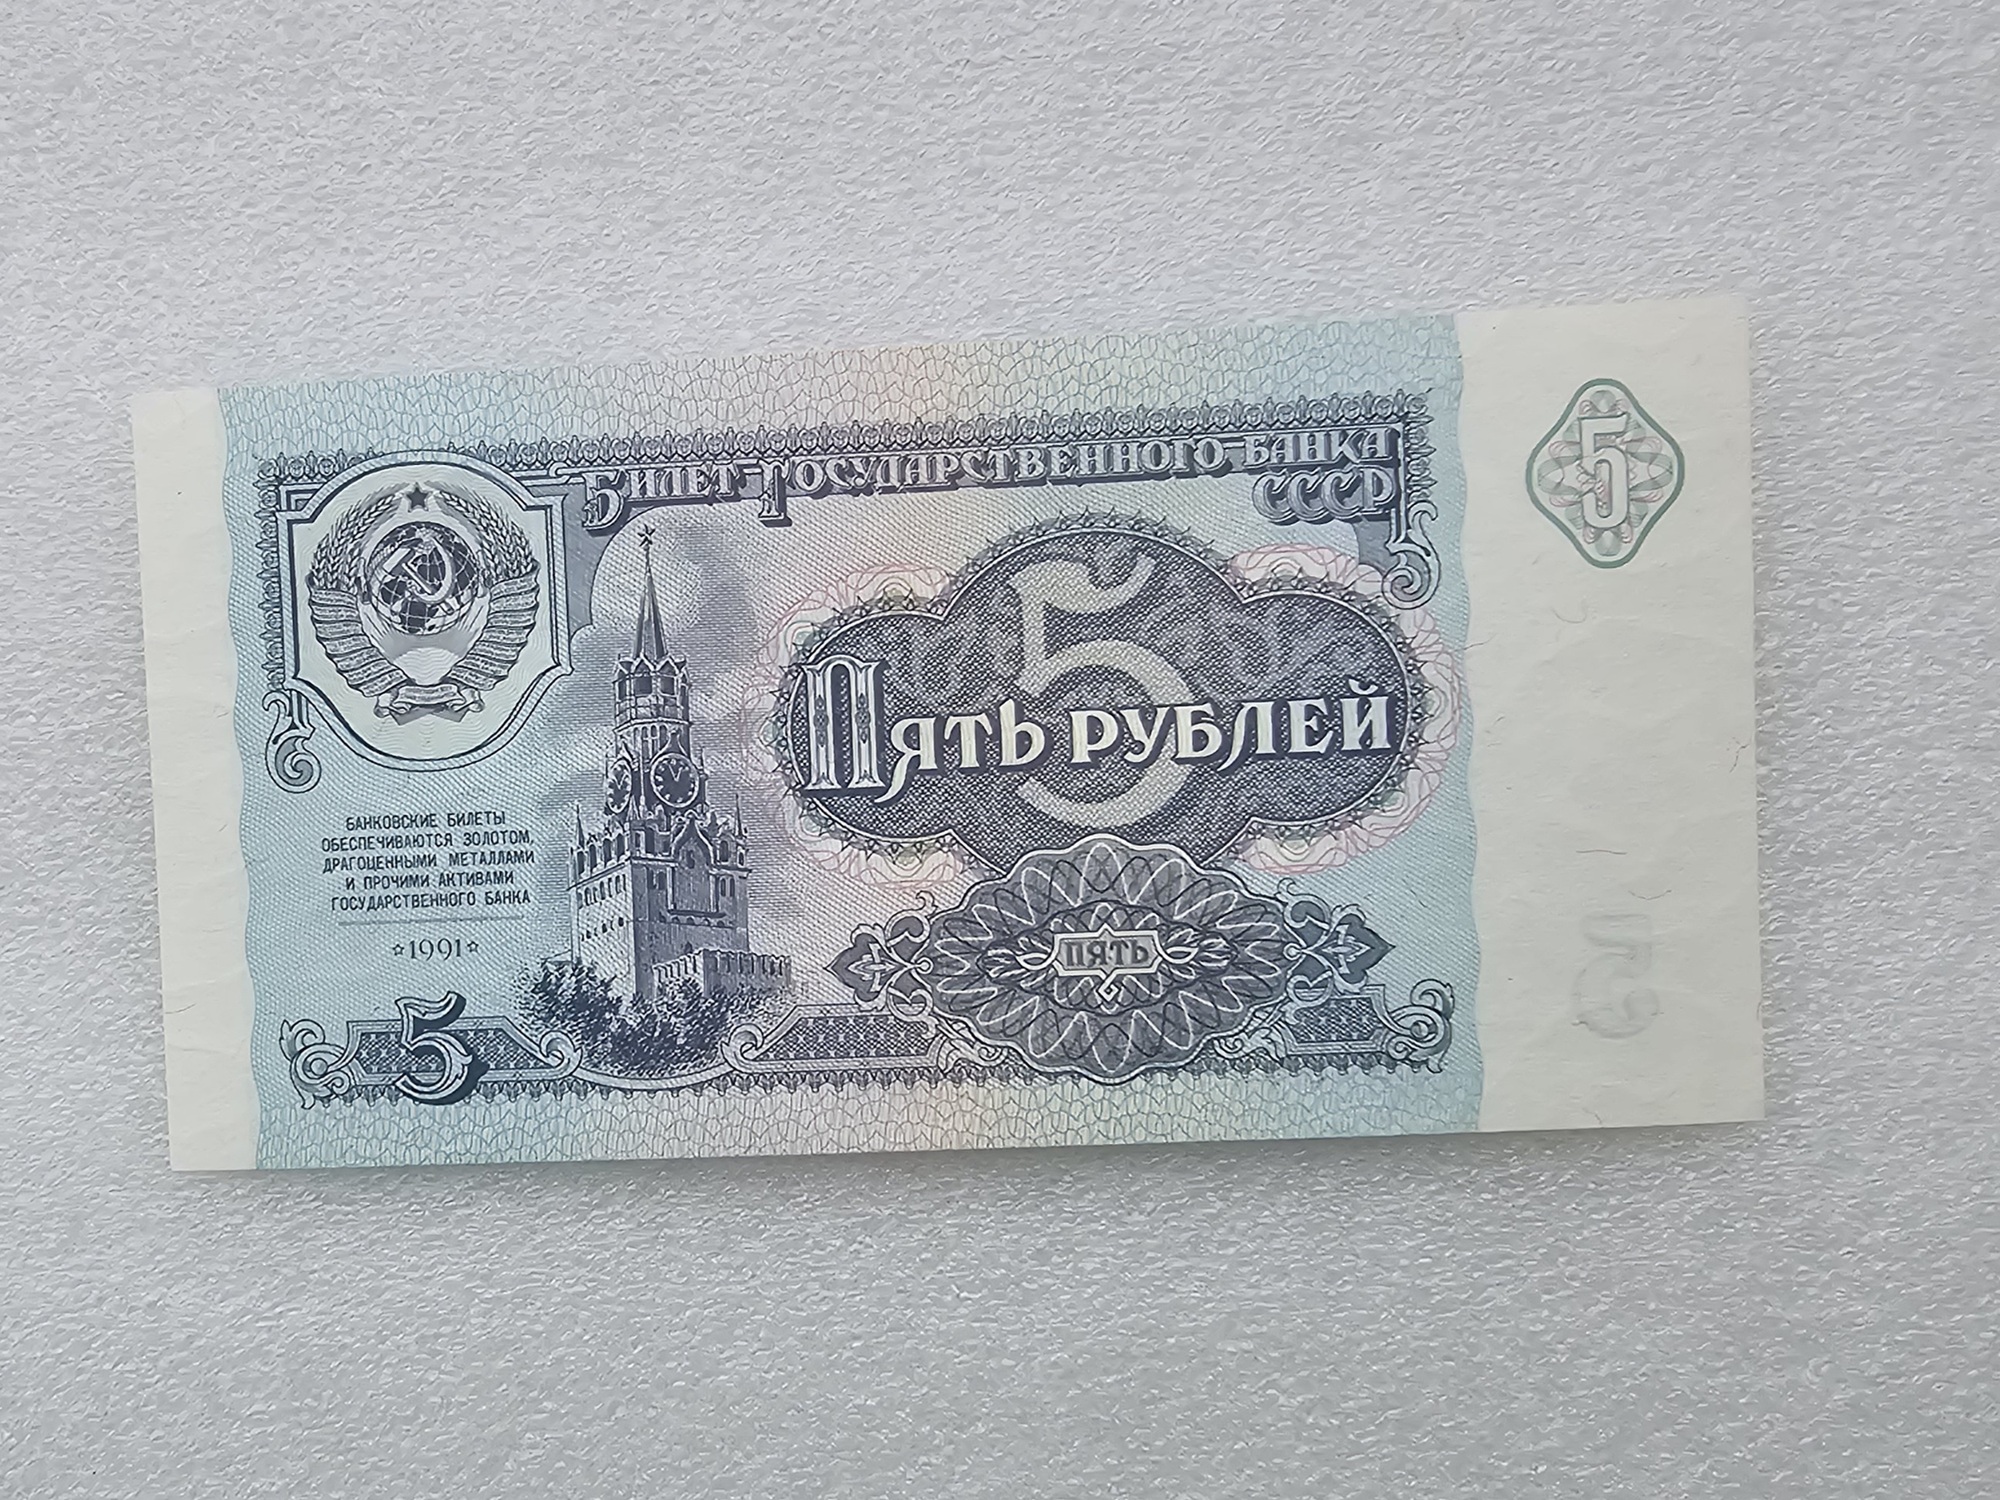 Билет Государственного банка
СССР
5
5
Пять рублей
БАНКОВСКИЕ БИЛЕТЫ
ОБЕСПЕЧИВАЮТСЯ ЗОЛОТОМ,
ДРАГОЦЕННЫМИ МЕТАЛЛАМИ
И ПРОЧИМИ АКТИВАМИ
ГОСУДАРСТВЕННОГО БАНКА
☆1991☆
ПЯТЬ
5